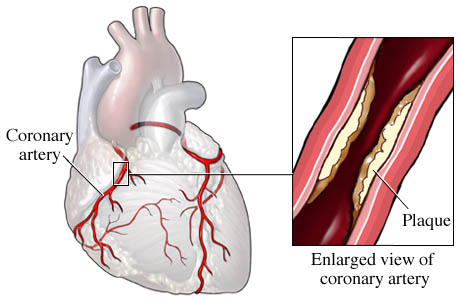 Coronary
artery
Plaque
Enlarged view of
coronary artery